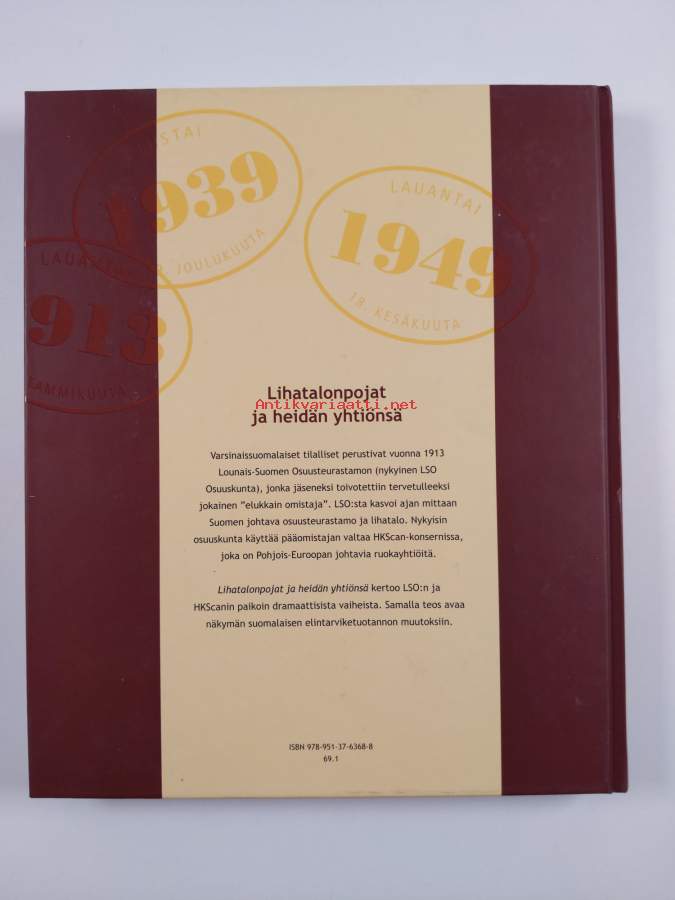 1939
JOULUKUUTA
LAUANTAI
1949
18. KESÄKUUTA
913
Lihatalonpojat
Antikvariaatti.net
ja heidän yhtiönsä
Varsinaissuomalaiset tilalliset perustivat vuonna 1913
Lounais-Suomen Osuusteurastamon (nykyinen LSO
Osuuskunta), jonka jäseneksi toivotettiin tervetulleeksi
jokainen "elukkain omistaja". LSO:sta kasvoi ajan mittaan
Suomen johtava osuusteurastamo ja lihatalo. Nykyisin
osuuskunta käyttää pääomistajan valtaa HKScan-konsernissa,
joka on Pohjois-Euroopan johtavia ruokayhtiöitä.
Lihatalonpojat ja heidän yhtiönsä kertoo LSO:n ja
HKScanin paikoin dramaattisista vaiheista. Samalla teos avaa
näkymän suomalaisen elintarviketuotannon muutoksiin.
ISBN 978-951-37-6368-8
69.1